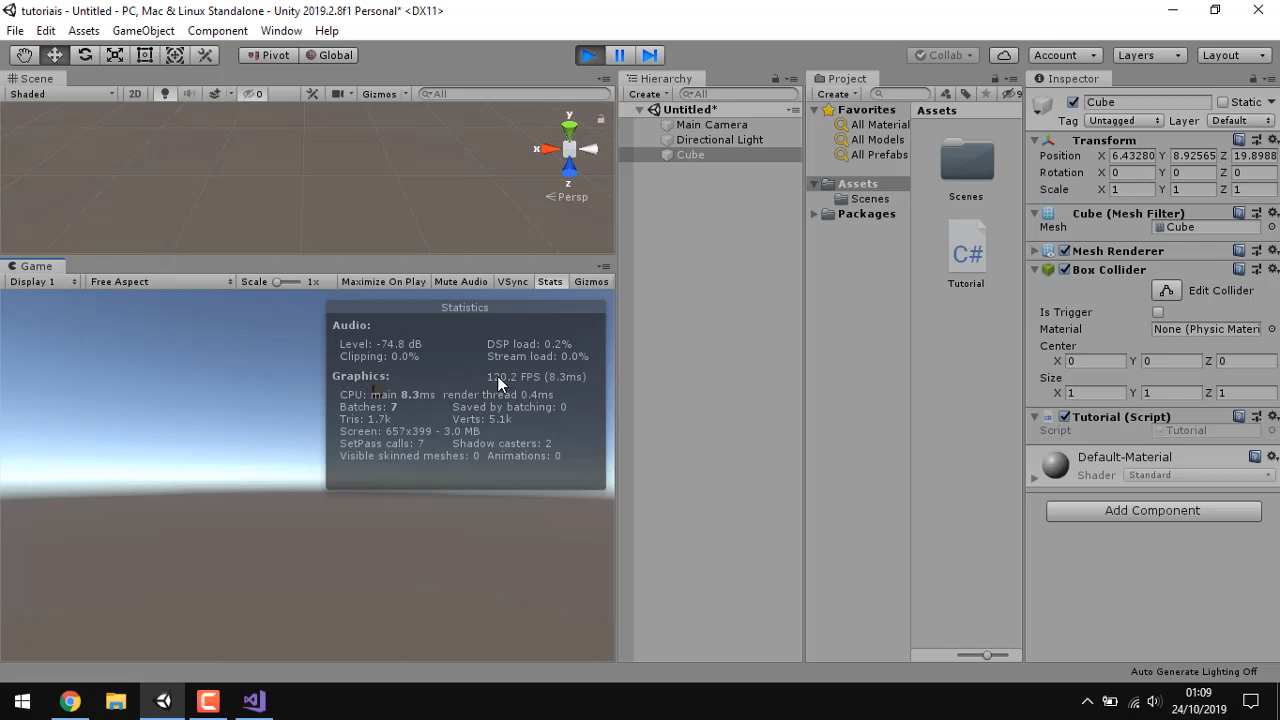 tutoriais - Untitled - PC, Mac & Linux Standalone - Unity 2019.2.8f1 Personal* <DX11>
File Edit Assets GameObject Component Window Help
Pivot Global Collab Account Layers Layout
Scene
Shaded 2D 0 Gizmos All
y
x
z
Persp
Hierarchy
Create All
Untitled*
Main Camera
Directional Light
Cube
Project
Create 9
Favorites
All Material
All Models
All Prefabs
Assets
Scenes
Packages
Assets
Scenes
C#
Tutorial
Inspector
Cube Static
Tag Untagged Layer Default
Transform
Position X 6.43280 Y 8.92565 Z 19.8988
Rotation X 0 Y 0 Z 0
Scale X 1 Y 1 Z 1
Cube (Mesh Filter)
Mesh Cube
Mesh Renderer
Box Collider
Edit Collider
Is Trigger
Material None (Physic Materi
Center
X 0 Y 0 Z 0
Size
X 1 Y 1 Z 1
Tutorial (Script)
Script Tutorial
Default-Material
Shader Standard
Add Component
Game
Display 1 Free Aspect Scale 1x Maximize On Play Mute Audio VSync Stats Gizmos
Statistics
Audio:
Level: -74.8 dB DSP load: 0.2%
Clipping: 0.0% Stream load: 0.0%
Graphics: 120.2 FPS (8.3ms)
CPU: main 8.3ms render thread 0.4ms
Batches: 7 Saved by batching: 0
Tris: 1.7k Verts: 5.1k
Screen: 657x399 - 3.0 MB
SetPass calls: 7 Shadow casters: 2
Visible skinned meshes: 0 Animations: 0
Auto Generate Lighting Off
01:09
24/10/2019